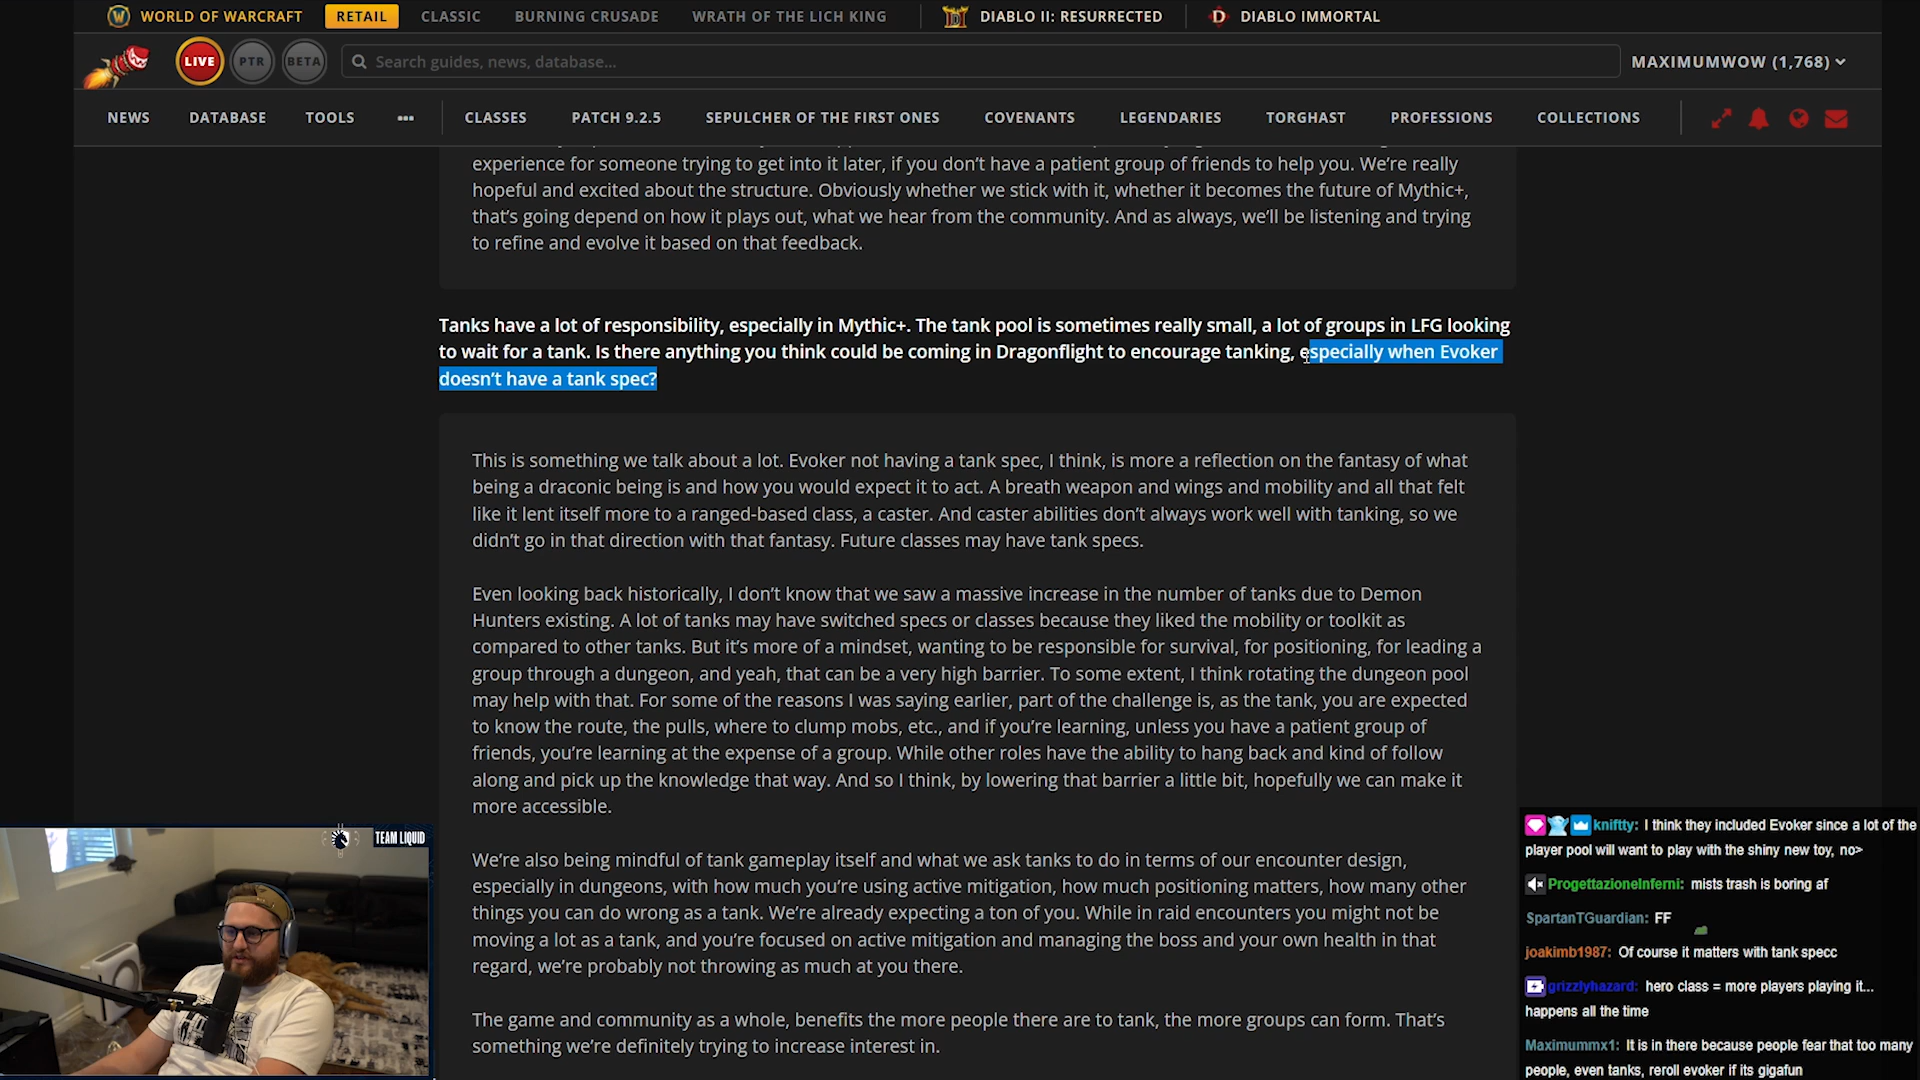 WORLD OF WARCRAFT RETAIL CLASSIC BURNING CRUSADE WRATH OF THE LICH KING DIABLO II: RESURRECTED DIABLO IMMORTAL
LIVE PTR BETA Search guides, news, database... MAXIMUMWOW (1,768)
NEWS DATABASE TOOLS ••• CLASSES PATCH 9.2.5 SEPULCHER OF THE FIRST ONES COVENANTS LEGENDARIES TORGHAST PROFESSIONS COLLECTIONS
experience for someone trying to get into it later, if you don't have a patient group of friends to help you. We're really
hopeful and excited about the structure. Obviously whether we stick with it, whether it becomes the future of Mythic+,
that's going depend on how it plays out, what we hear from the community. And as always, we'll be listening and trying
to refine and evolve it based on that feedback.
Tanks have a lot of responsibility, especially in Mythic+. The tank pool is sometimes really small, a lot of groups in LFG looking
to wait for a tank. Is there anything you think could be coming in Dragonflight to encourage tanking, especially when Evoker
doesn't have a tank spec?
This is something we talk about a lot. Evoker not having a tank spec, I think, is more a reflection on the fantasy of what
being a draconic being is and how you would expect it to act. A breath weapon and wings and mobility and all that felt
like it lent itself more to a ranged-based class, a caster. And caster abilities don't always work well with tanking, so we
didn't go in that direction with that fantasy. Future classes may have tank specs.
Even looking back historically, I don't know that we saw a massive increase in the number of tanks due to Demon
Hunters existing. A lot of tanks may have switched specs or classes because they liked the mobility or toolkit as
compared to other tanks. But it's more of a mindset, wanting to be responsible for survival, for positioning, for leading a
group through a dungeon, and yeah, that can be a very high barrier. To some extent, I think rotating the dungeon pool
may help with that. For some of the reasons I was saying earlier, part of the challenge is, as the tank, you are expected
to know the route, the pulls, where to clump mobs, etc., and if you're learning, unless you have a patient group of
friends, you're learning at the expense of a group. While other roles have the ability to hang back and kind of follow
along and pick up the knowledge that way. And so I think, by lowering that barrier a little bit, hopefully we can make it
more accessible.
We're also being mindful of tank gameplay itself and what we ask tanks to do in terms of our encounter design,
especially in dungeons, with how much you're using active mitigation, how much positioning matters, how many other
things you can do wrong as a tank. We're already expecting a ton of you. While in raid encounters you might not be
moving a lot as a tank, and you're focused on active mitigation and managing the boss and your own health in that
regard, we're probably not throwing as much at you there.
The game and community as a whole, benefits the more people there are to tank, the more groups can form. That's
something we're definitely trying to increase interest in.
TEAM LIQUID
kniftty: I think they included Evoker since a lot of the
player pool will want to play with the shiny new toy, no>
ProgettazioneInferni: mists trash is boring af
SpartanTGuardian: FF
joakimb1987: Of course it matters with tank specc
grizzlyhazard: hero class = more players playing it...
happens all the time
Maximummx1: It is in there because people fear that too many
people, even tanks, reroll evoker if its gigafun